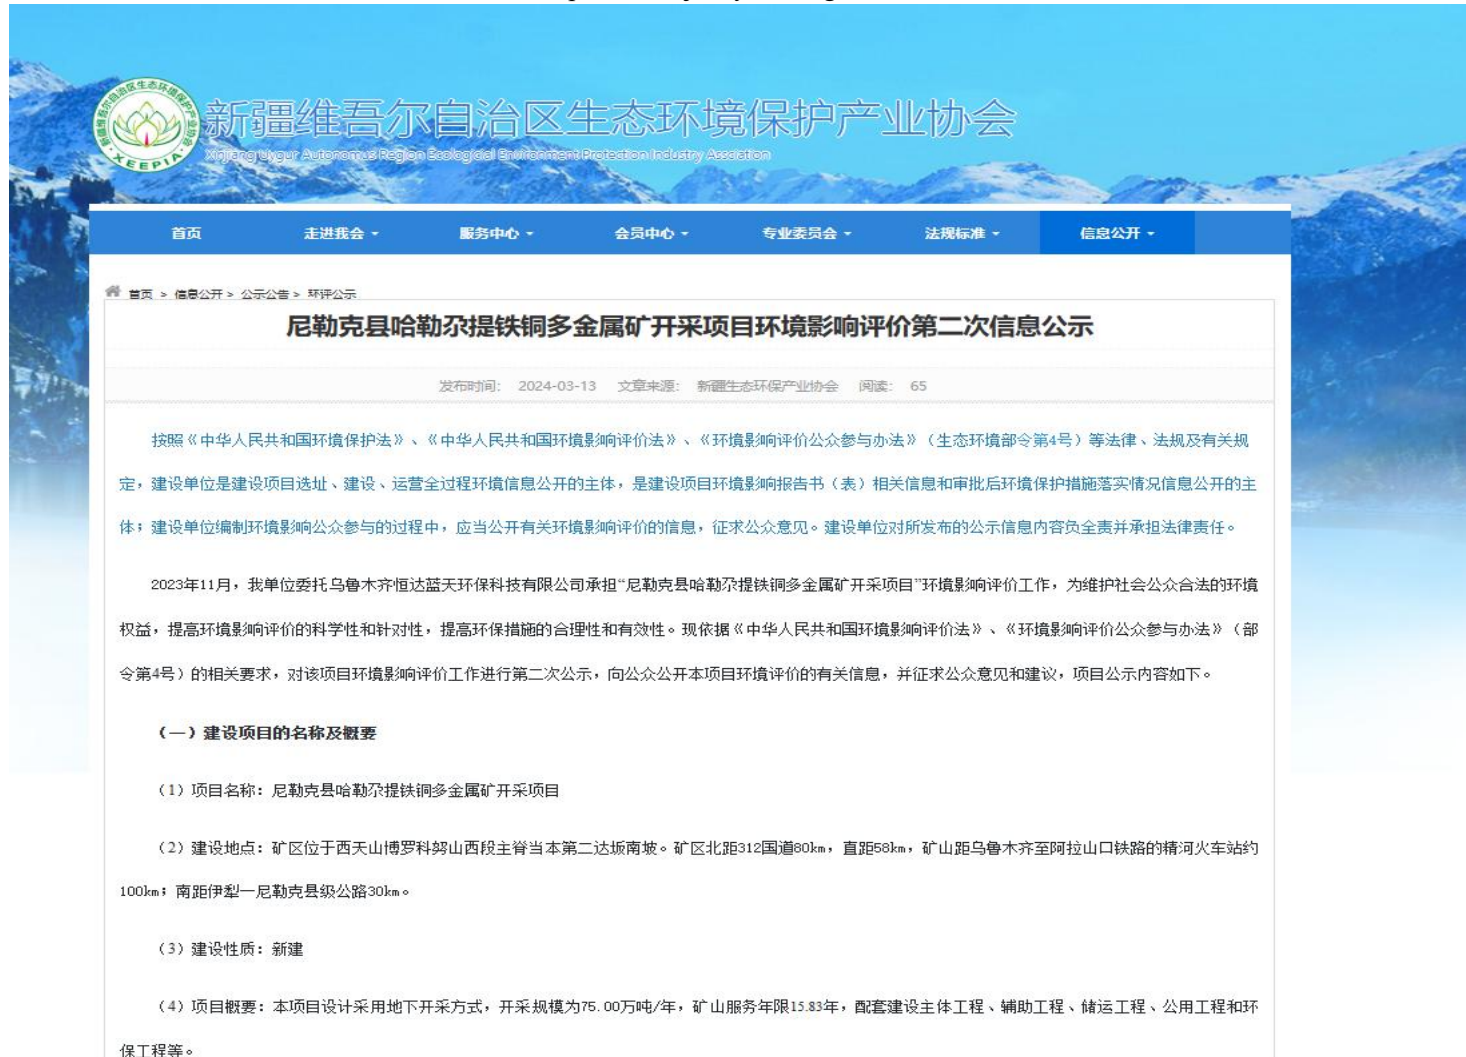 新疆维吾尔自治区生态环境保护产业协会
Xinjiang Uygur Autonomus Region Ecological Environment Protection Industry Assciation
XEEPIA
首页 走进我会 服务中心 会员中心 专业委员会 法规标准 信息公开
首页 > 信息公开 > 公示公告 > 环评公示
尼勒克县哈勒尕提铁铜多金属矿开采项目环境影响评价第二次信息公示
发布时间: 2024-03-13 文章来源: 新疆生态环保产业协会 阅读: 65
按照《中华人民共和国环境保护法》、《中华人民共和国环境影响评价法》、《环境影响评价公众参与办法》（生态环境部令第4号）等法律、法规及有关规
定，建设单位是建设项目选址、建设、运营全过程环境信息公开的主体，是建设项目环境影响报告书（表）相关信息和审批后环境保护措施落实情况信息公开的主
体；建设单位编制环境影响公众参与的过程中，应当公开有关环境影响评价的信息，征求公众意见。建设单位对所发布的公示信息内容负全责并承担法律责任。
2023年11月，我单位委托乌鲁木齐恒达蓝天环保科技有限公司承担“尼勒克县哈勒尕提铁铜多金属矿开采项目”环境影响评价工作，为维护社会公众合法的环境
权益，提高环境影响评价的科学性和针对性，提高环保措施的合理性和有效性。现依据《中华人民共和国环境影响评价法》、《环境影响评价公众参与办法》（部
令第4号）的相关要求，对该项目环境影响评价工作进行第二次公示，向公众公开本项目环境评价的有关信息，并征求公众意见和建议，项目公示内容如下。
（一）建设项目的名称及概要
（1）项目名称：尼勒克县哈勒尕提铁铜多金属矿开采项目
（2）建设地点：矿区位于西天山博罗科努山西段主脊当本第二达坂南坡。矿区北距312国道80km，直距58km，矿山距乌鲁木齐至阿拉山口铁路的精河火车站约
100km；南距伊犁—尼勒克县级公路30km。
（3）建设性质：新建
（4）项目概要：本项目设计采用地下开采方式，开采规模为75.00万吨/年，矿山服务年限15.83年，配套建设主体工程、辅助工程、储运工程、公用工程和环
保工程等。